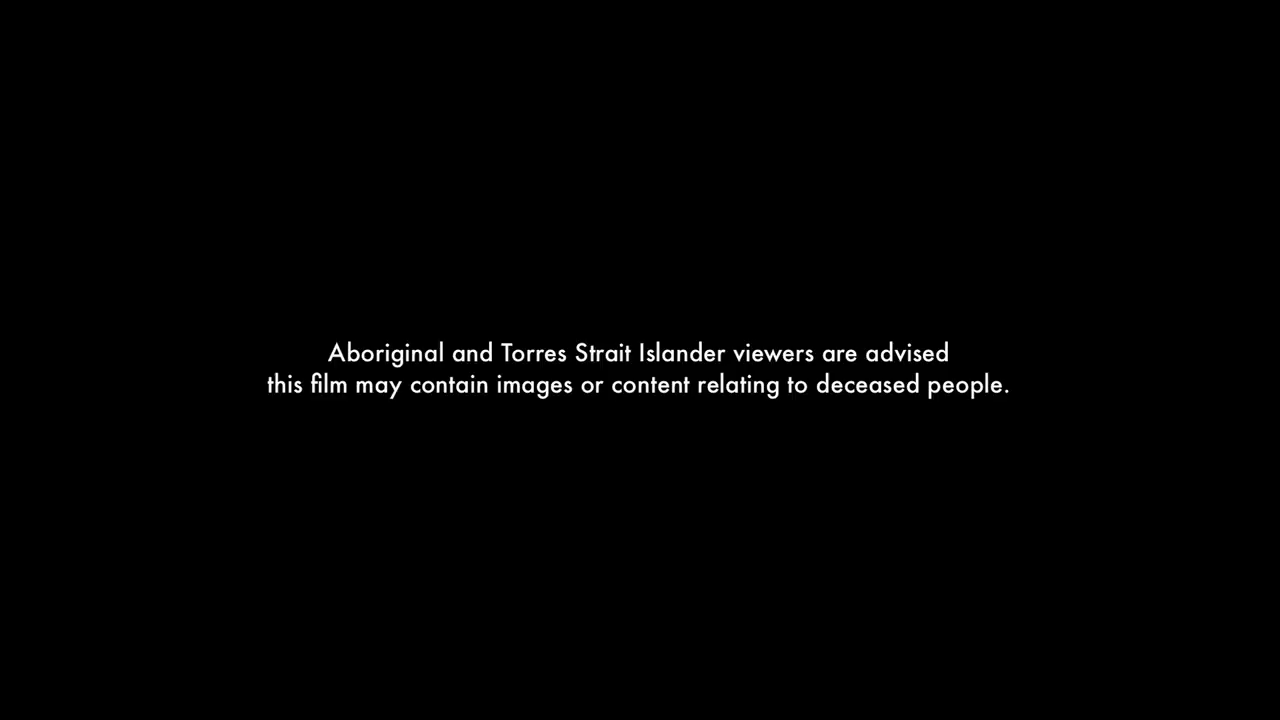 Aboriginal and Torres Strait Islander viewers are advised
this film may contain images or content relating to deceased people.